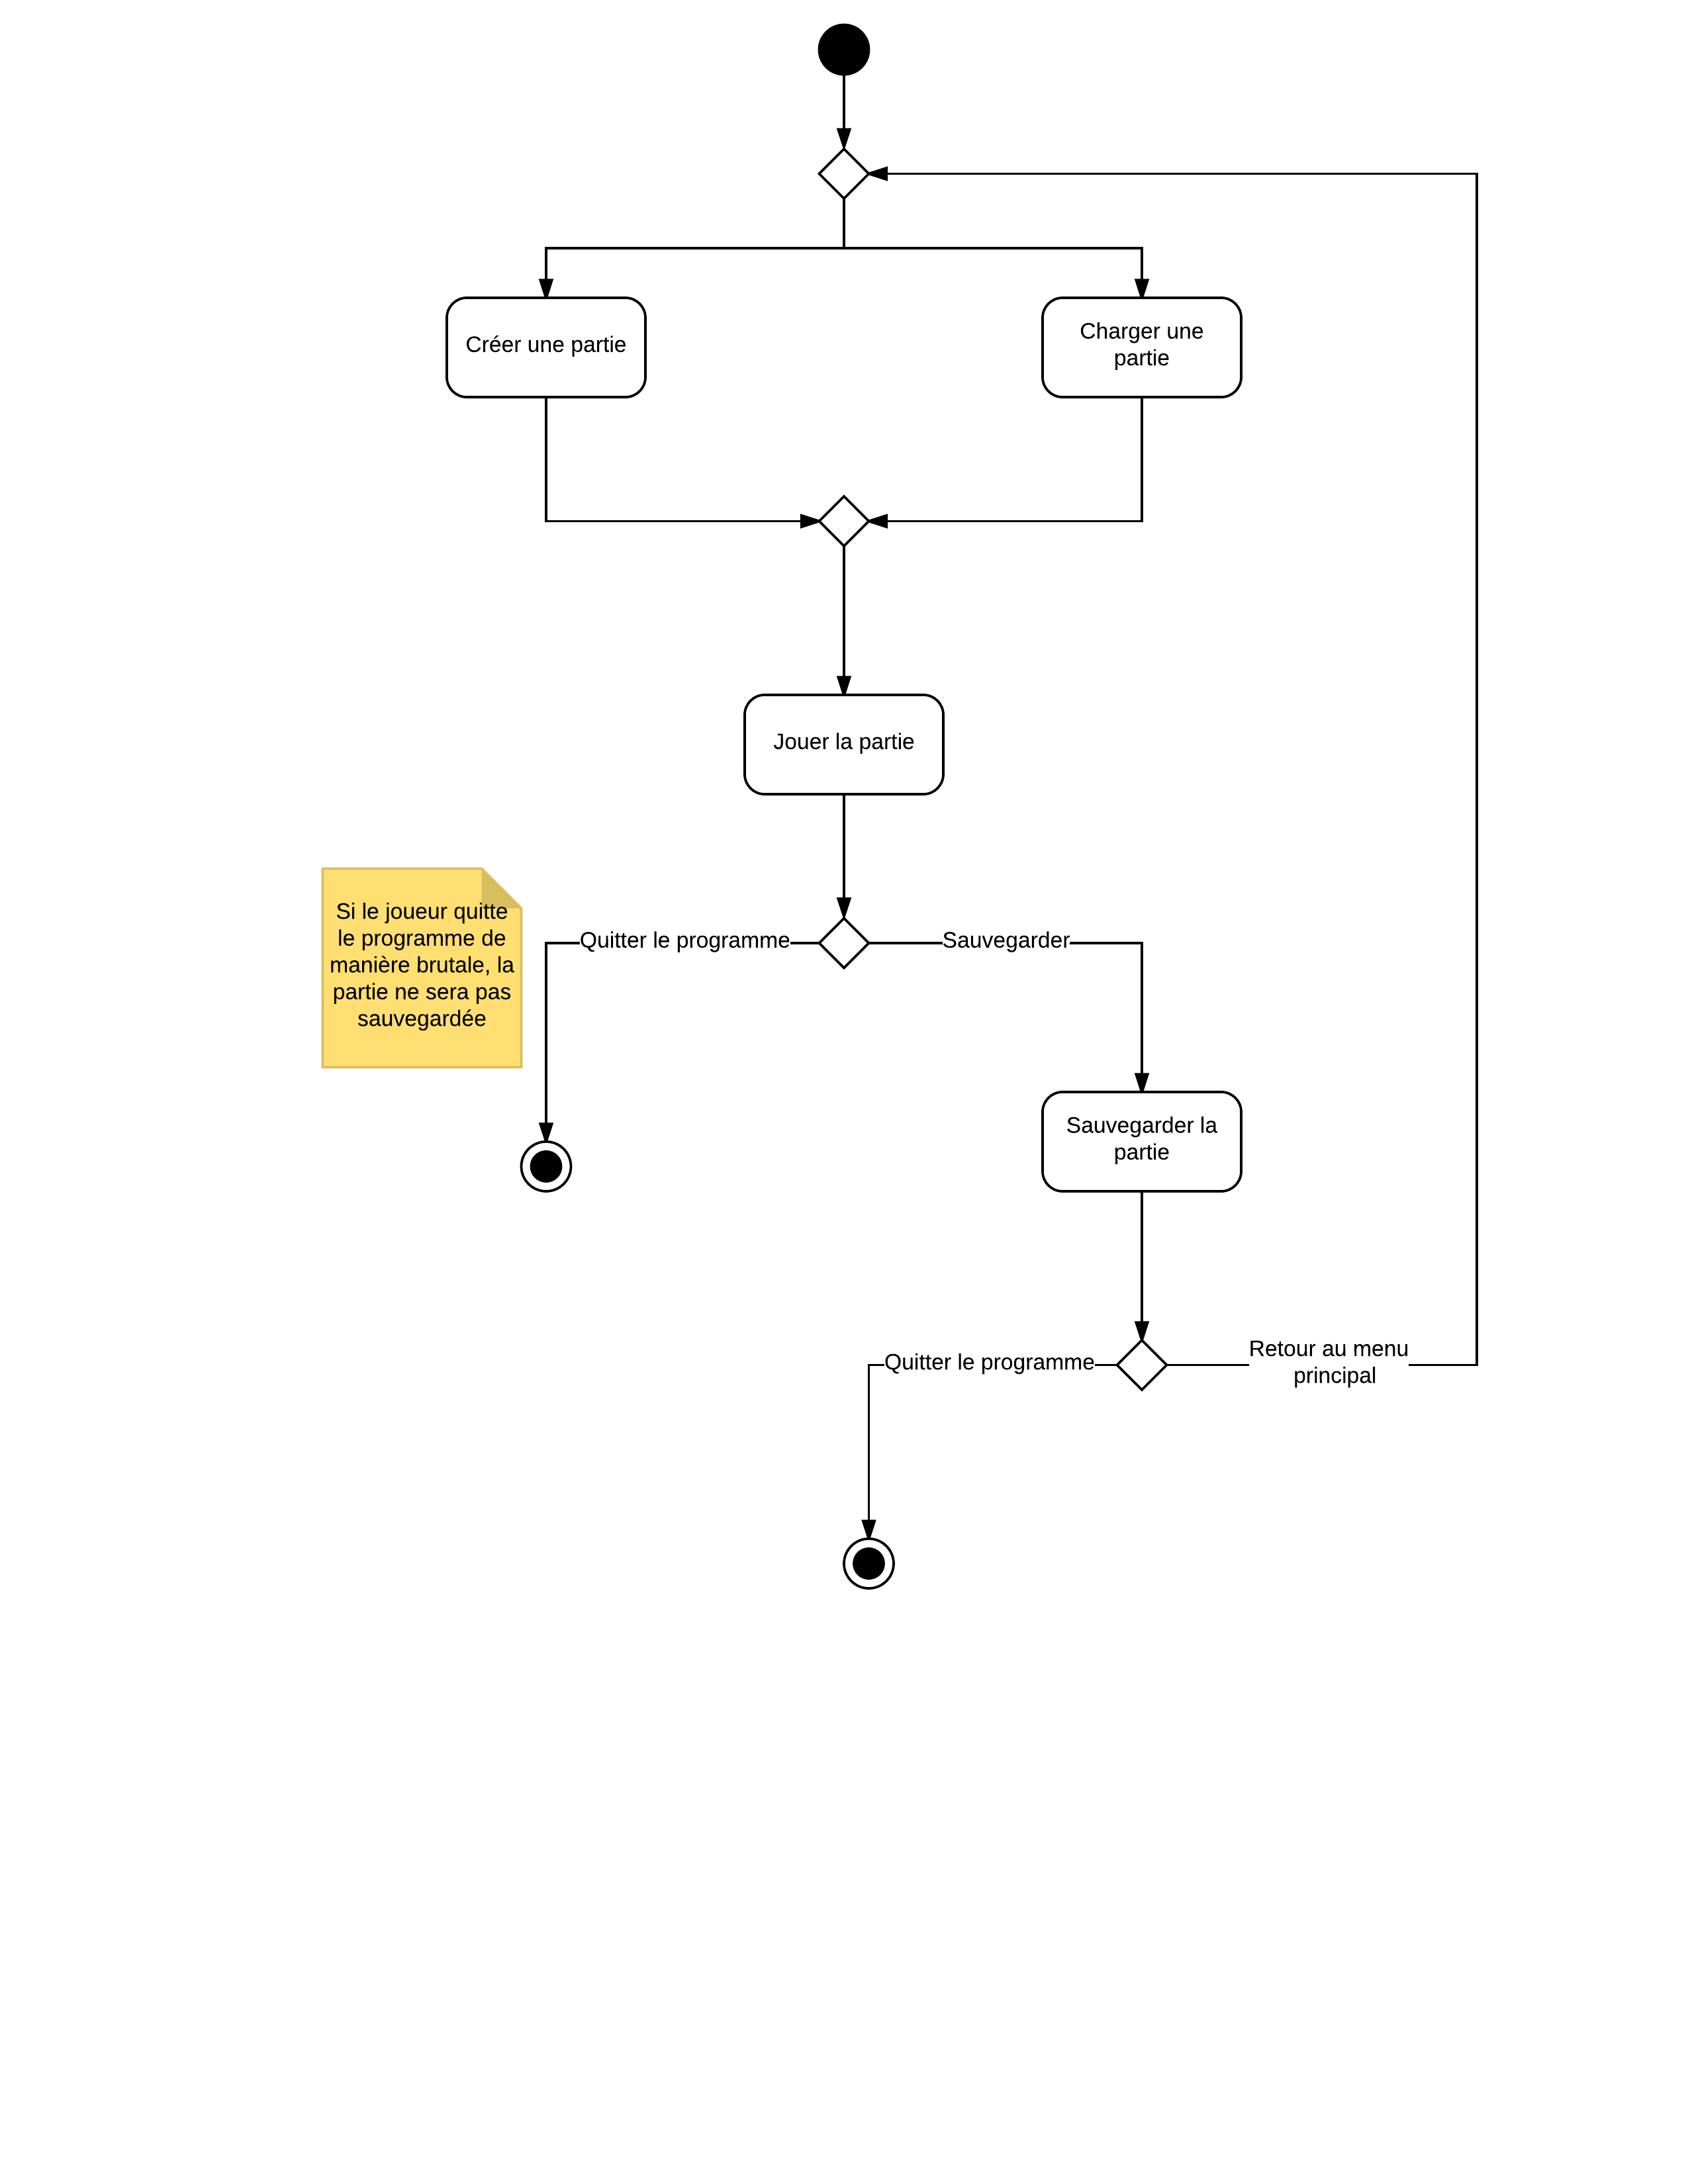 Créer une partie
Charger une
partie
Jouer la partie
Si le joueur quitte
le programme de
manière brutale, la
partie ne sera pas
sauvegardée
Quitter le programme
Sauvegarder
Sauvegarder la
partie
Quitter le programme
Retour au menu
principal